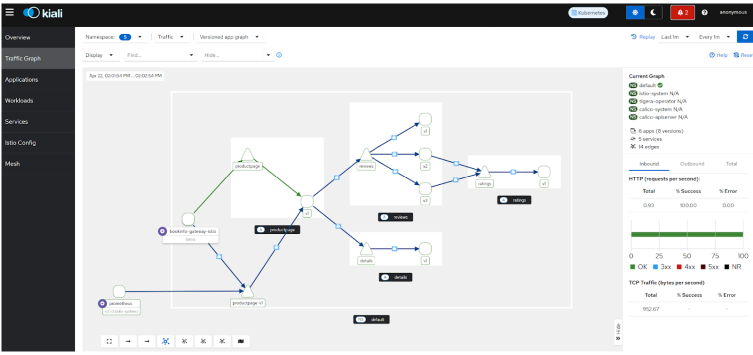 kiali
Kubernetes
2
anonymous
Overview
Traffic Graph
Applications
Workloads
Services
Istio Config
Mesh
Namespace: 5
Traffic
Versioned app graph
Replay
Last 1m
Every 1m
Display
Find...
Hide...
Help
Reset
Apr 22, 02:01:54 PM ... 02:02:54 PM
productpage
v1
A productpage
reviews
v1
v2
v3
A reviews
ratings
v1
A ratings
bookinfo-gateway-istio
latest
details
v1
A details
prometheus
productpage-v1
NS default
Hide
Current Graph
NS default
NS istio-system N/A
NS tigera-operator N/A
NS calico-system N/A
NS calico-apiserver N/A
6 apps (8 versions)
5 services
14 edges
Inbound
Outbound
Total
HTTP (requests per second):
Total % Success % Error
0.93 100.00 0.00
0 25 50 75 100
OK 3xx 4xx 5xx NR
TCP Traffic (bytes per second)
Total % Success % Error
952.67 - -